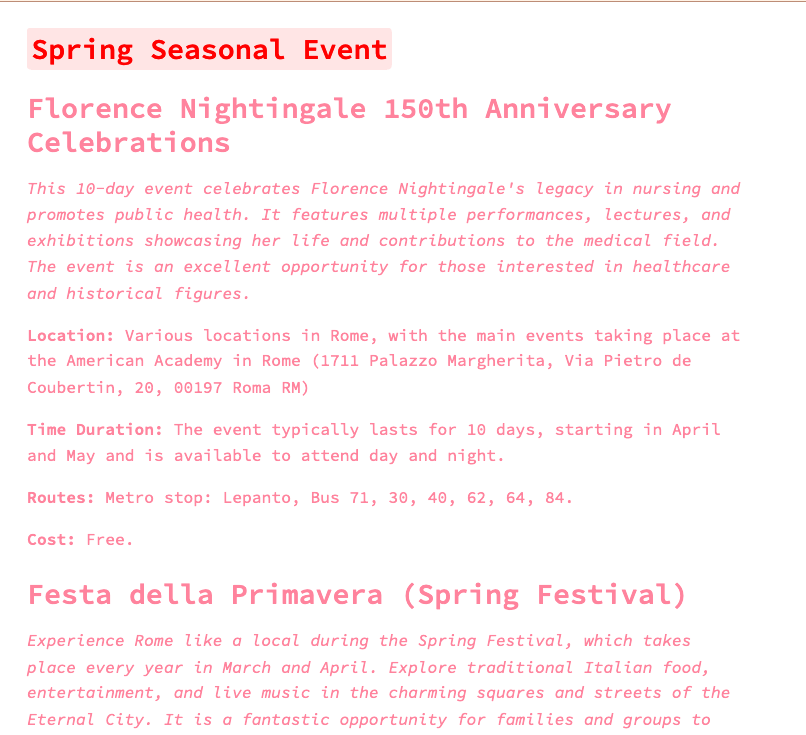 Spring Seasonal Event
Florence Nightingale 150th Anniversary
Celebrations
This 10-day event celebrates Florence Nightingale's legacy in nursing and
promotes public health. It features multiple performances, lectures, and
exhibitions showcasing her life and contributions to the medical field.
The event is an excellent opportunity for those interested in healthcare
and historical figures.
Location: Various locations in Rome, with the main events taking place at
the American Academy in Rome (1711 Palazzo Margherita, Via Pietro de
Coubertin, 20, 00197 Roma RM)
Time Duration: The event typically lasts for 10 days, starting in April
and May and is available to attend day and night.
Routes: Metro stop: Lepanto, Bus 71, 30, 40, 62, 64, 84.
Cost: Free.
Festa della Primavera (Spring Festival)
Experience Rome like a local during the Spring Festival, which takes
place every year in March and April. Explore traditional Italian food,
entertainment, and live music in the charming squares and streets of the
Eternal City. It is a fantastic opportunity for families and groups to